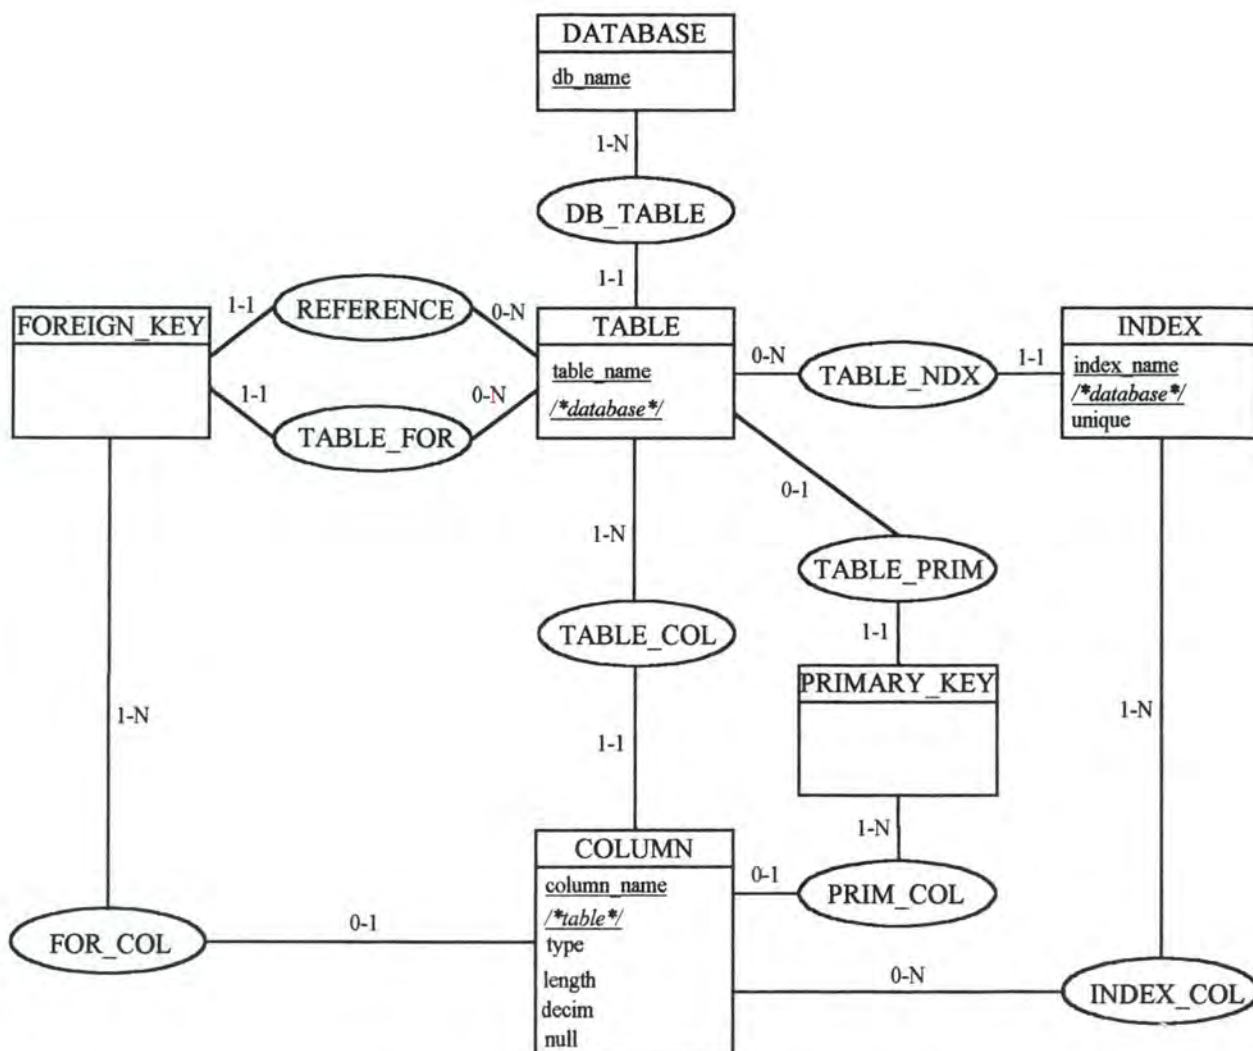 DATABASE
db_name
1-N
DB_TABLE
1-1
FOREIGN_KEY
1-1
REFERENCE
0-N
1-1
TABLE_FOR
0-N
TABLE
table_name
/*database*/
0-N
TABLE_NDX
1-1
INDEX
index_name
/*database*/
unique
0-1
TABLE_PRIM
1-1
PRIMARY_KEY
1-N
TABLE_COL
1-1
1-N
1-N
1-N
PRIM_COL
0-1
COLUMN
column_name
/*table*/
type
length
decim
null
FOR_COL
0-1
0-N
INDEX_COL